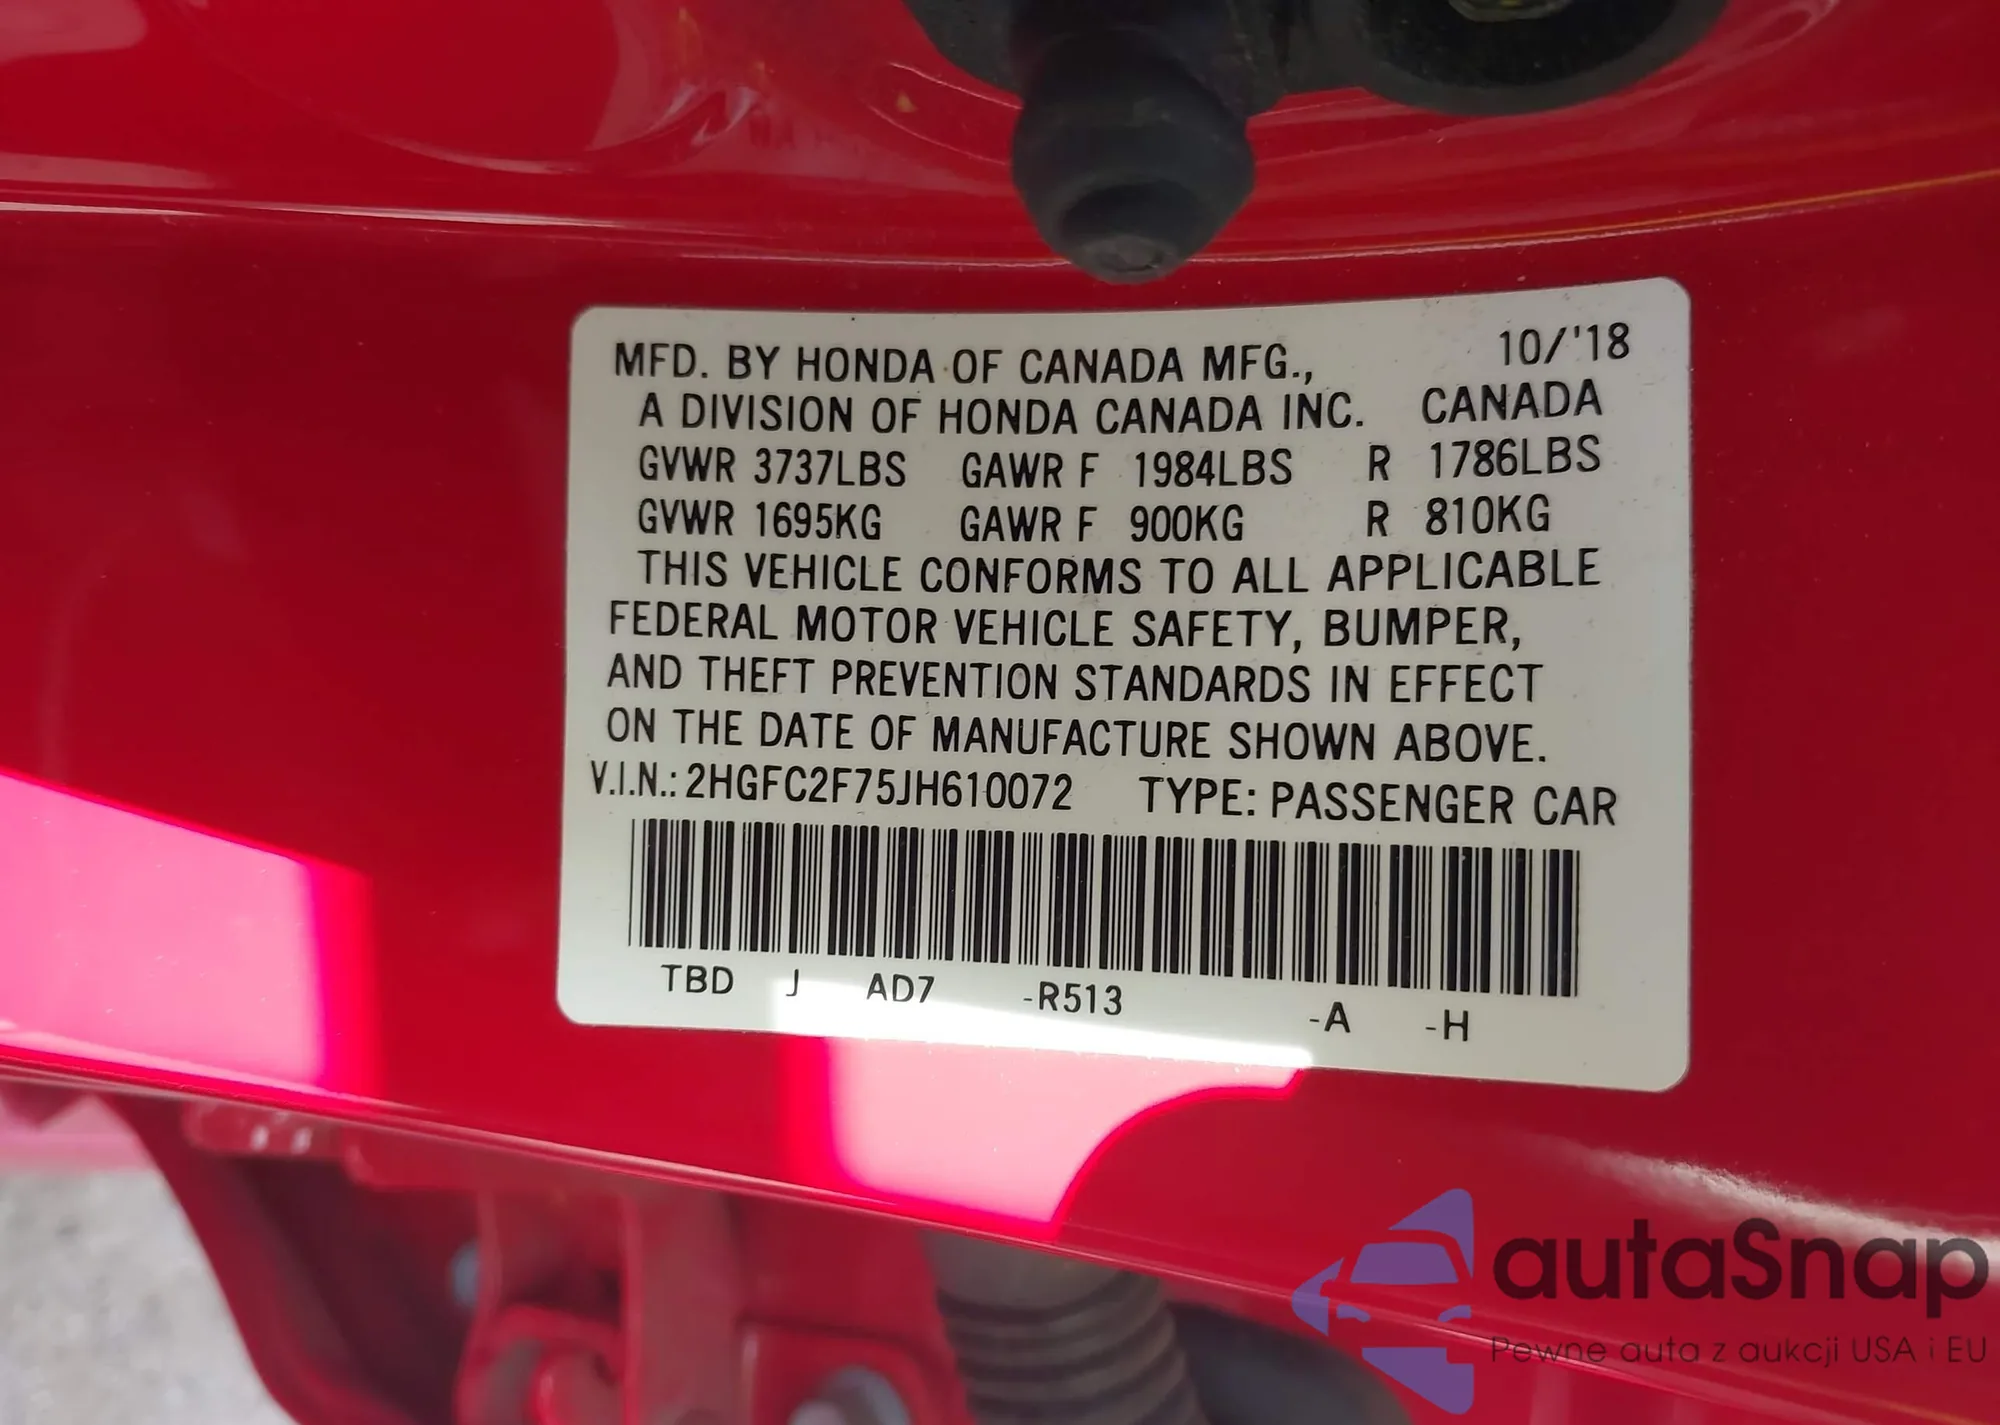 MFD. BY HONDA OF CANADA MFG., 10/'18
A DIVISION OF HONDA CANADA INC. CANADA
GVWR 3737LBS GAWR F 1984LBS R 1786LBS
GVWR 1695KG GAWR F 900KG R 810KG
THIS VEHICLE CONFORMS TO ALL APPLICABLE
FEDERAL MOTOR VEHICLE SAFETY, BUMPER,
AND THEFT PREVENTION STANDARDS IN EFFECT
ON THE DATE OF MANUFACTURE SHOWN ABOVE.
V.I.N.: 2HGFC2F75JH610072 TYPE: PASSENGER CAR
TBD J AD7 -R513 -A -H
autaSnap
Pewne auta z aukcji USA i EU